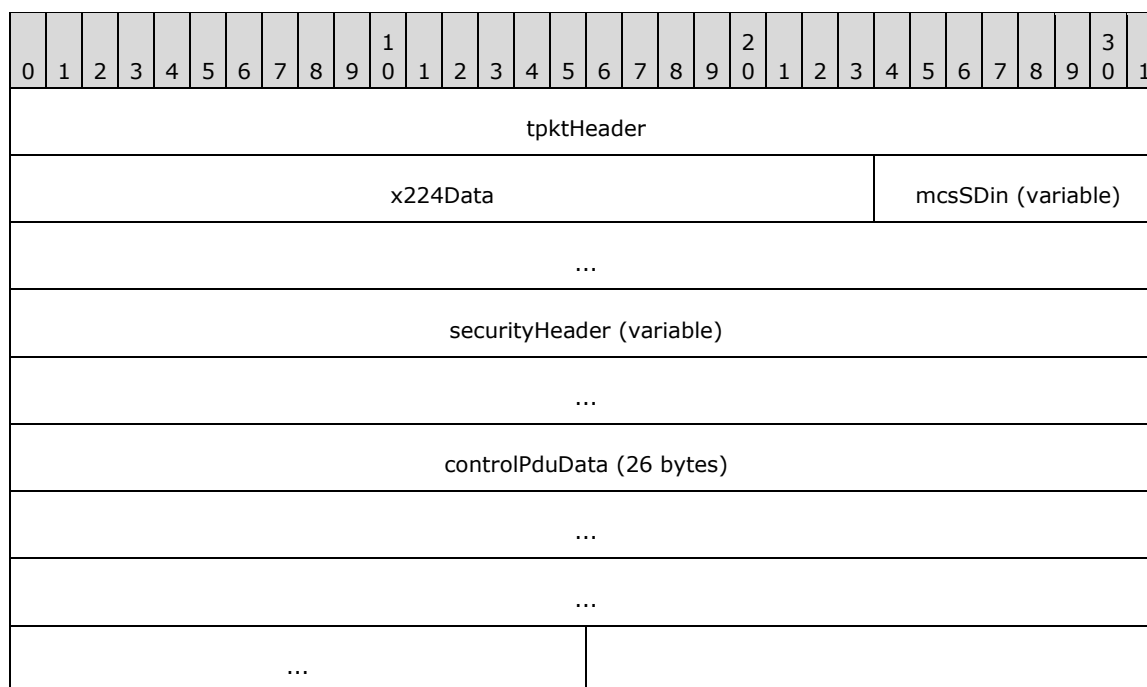 1 2 3
0 1 2 3 4 5 6 7 8 9 0 1 2 3 4 5 6 7 8 9 0 1 2 3 4 5 6 7 8 9 0 1
tpktHeader
x224Data mcsSDin (variable)
...
securityHeader (variable)
...
controlPduData (26 bytes)
...
...
...